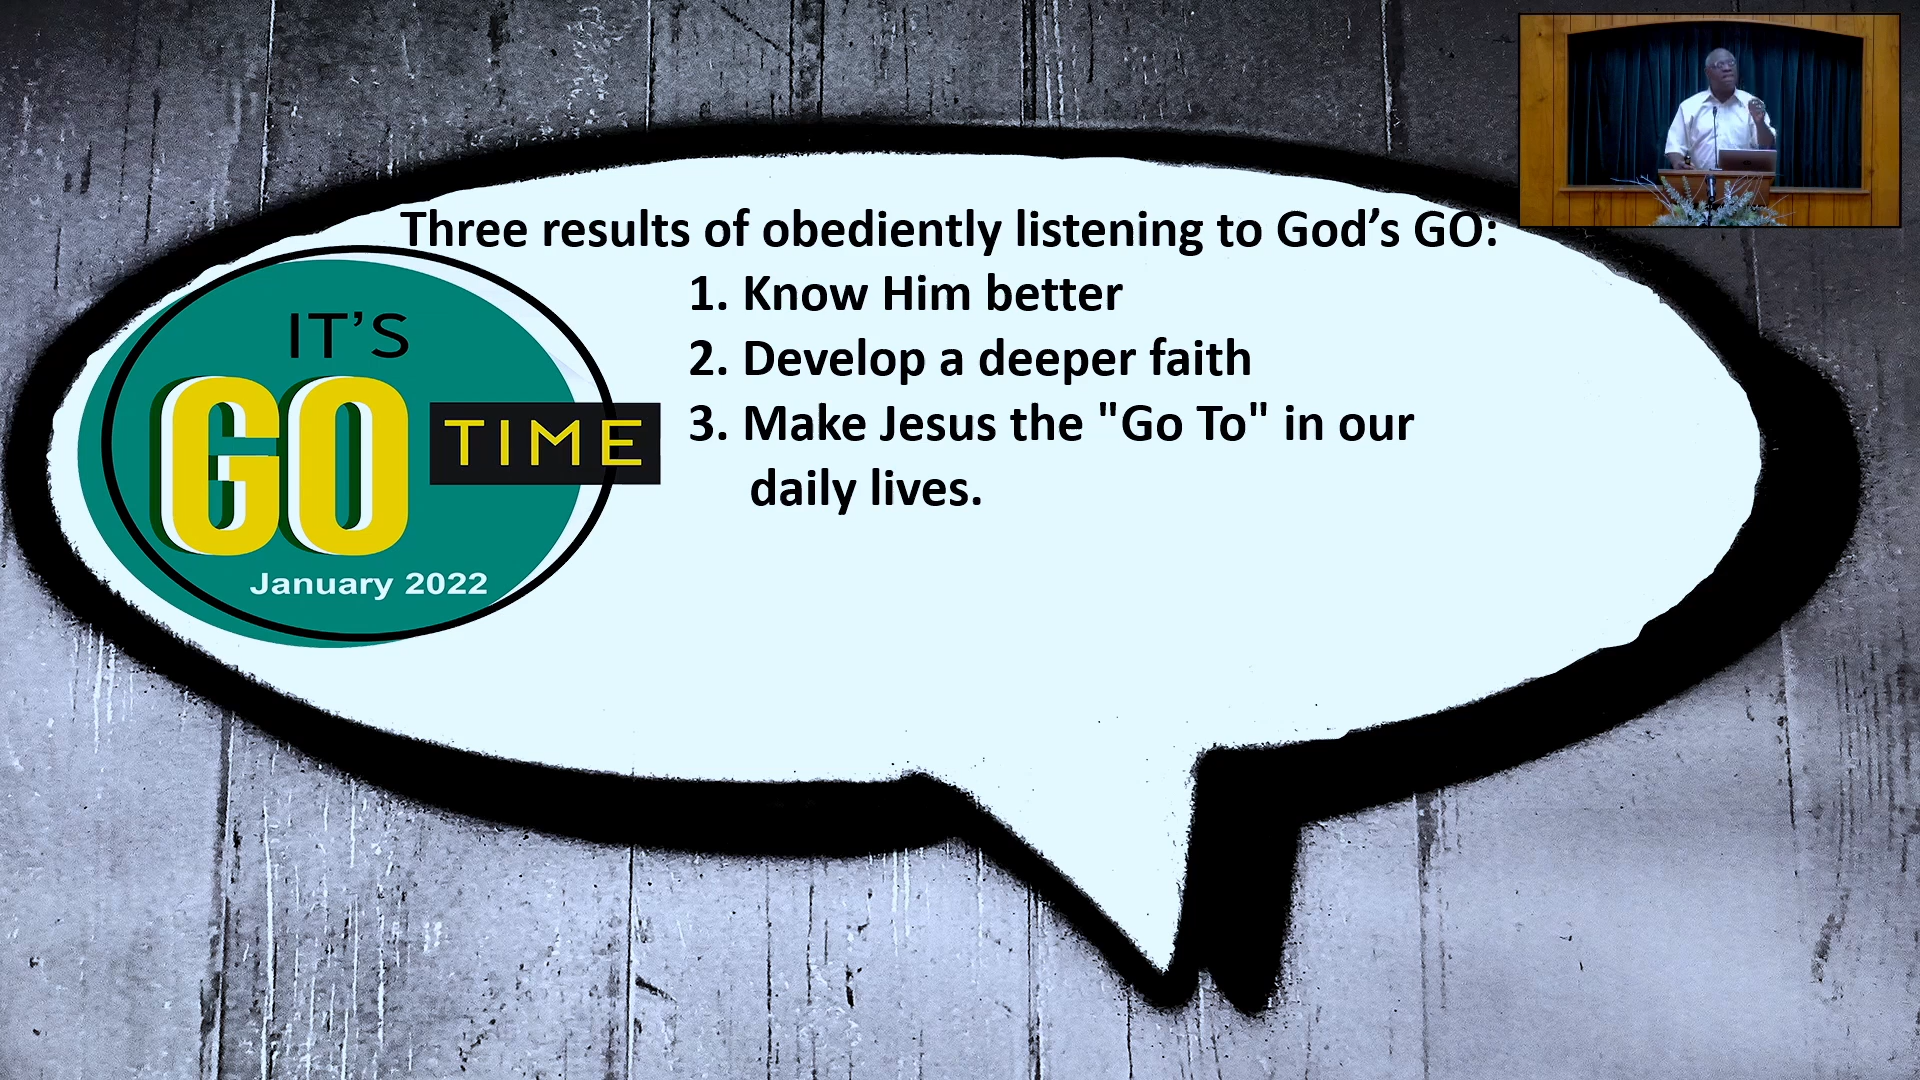 Three results of obediently listening to God’s GO:
1. Know Him better
2. Develop a deeper faith
3. Make Jesus the "Go To" in our
daily lives.
IT’S
GO
TIME
January 2022